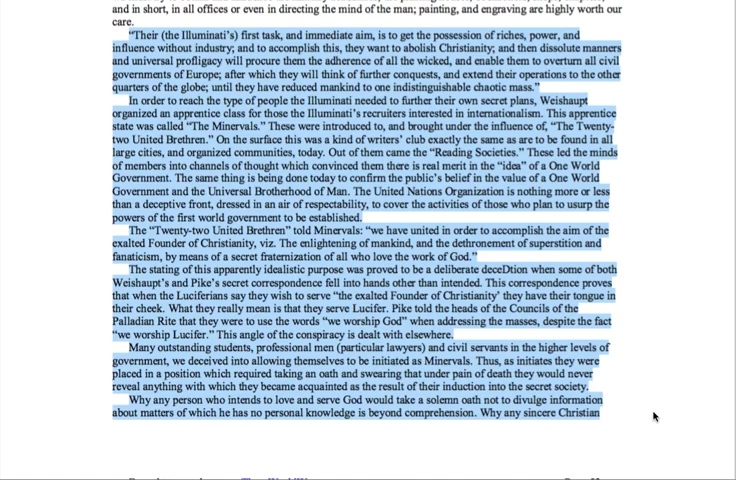 and in short, in all offices or even in directing the mind of the man; painting, and engraving are highly worth our
care.
“Their (the Illuminati's) first task, and immediate aim, is to get the possession of riches, power, and
influence without industry; and to accomplish this, they want to abolish Christianity; and then dissolute manners
and universal profligacy will procure them the adherence of all the wicked, and enable them to overturn all civil
governments of Europe; after which they will think of further conquests, and extend their operations to the other
quarters of the globe; until they have reduced mankind to one indistinguishable chaotic mass.”
In order to reach the type of people the Illuminati needed to further their own secret plans, Weishaupt
organized an apprentice class for those the Illuminati's recruiters interested in internationalism. This apprentice
state was called “The Minervals.” These were introduced to, and brought under the influence of, “The Twenty-
two United Brethren.” On the surface this was a kind of writers' club exactly the same as are to be found in all
large cities, and organized communities, today. Out of them came the “Reading Societies.” These led the minds
of members into channels of thought which convinced them there is real merit in the “idea” of a One World
Government. The same thing is being done today to confirm the public's belief in the value of a One World
Government and the Universal Brotherhood of Man. The United Nations Organization is nothing more or less
than a deceptive front, dressed in an air of respectability, to cover the activities of those who plan to usurp the
powers of the first world government to be established.
The “Twenty-two United Brethren” told Minervals: “we have united in order to accomplish the aim of the
exalted Founder of Christianity, viz. The enlightening of mankind, and the dethronement of superstition and
fanaticism, by means of a secret fraternization of all who love the work of God.”
The stating of this apparently idealistic purpose was proved to be a deliberate deceDtion when some of both
Weishaupt's and Pike's secret correspondence fell into hands other than intended. This correspondence proves
that when the Luciferians say they wish to serve “the exalted Founder of Christianity’ they have their tongue in
their cheek. What they really mean is that they serve Lucifer. Pike told the heads of the Councils of the
Palladian Rite that they were to use the words “we worship God” when addressing the masses, despite the fact
“we worship Lucifer.” This angle of the conspiracy is dealt with elsewhere.
Many outstanding students, professional men (particular lawyers) and civil servants in the higher levels of
government, we deceived into allowing themselves to be initiated as Minervals. Thus, as initiates they were
placed in a position which required taking an oath and swearing that under pain of death they would never
reveal anything with which they became acquainted as the result of their induction into the secret society.
Why any person who intends to love and serve God would take a solemn oath not to divulge information
about matters of which he has no personal knowledge is beyond comprehension. Why any sincere Christian